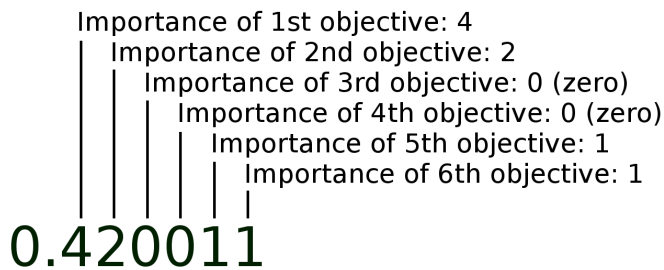 Importance of 1st objective: 4
Importance of 2nd objective: 2
Importance of 3rd objective: 0 (zero)
Importance of 4th objective: 0 (zero)
Importance of 5th objective: 1
Importance of 6th objective: 1
0.420011